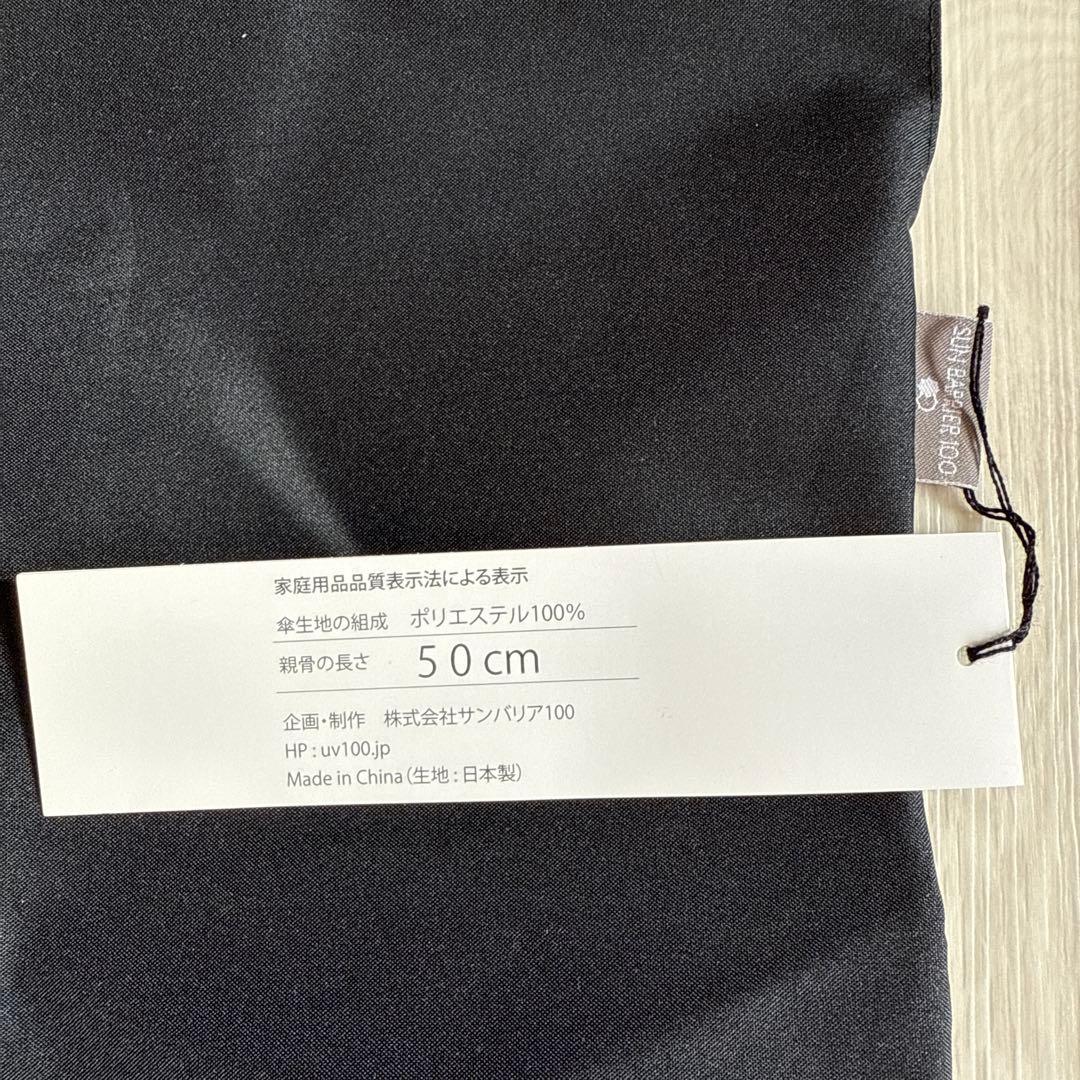 SUN BARRIER 100
家庭用品品質表示法による表示
傘生地の組成　ポリエステル100%
親骨の長さ　50cm
企画・制作　株式会社サンバリア100
HP : uv100.jp
Made in China（生地 : 日本製）